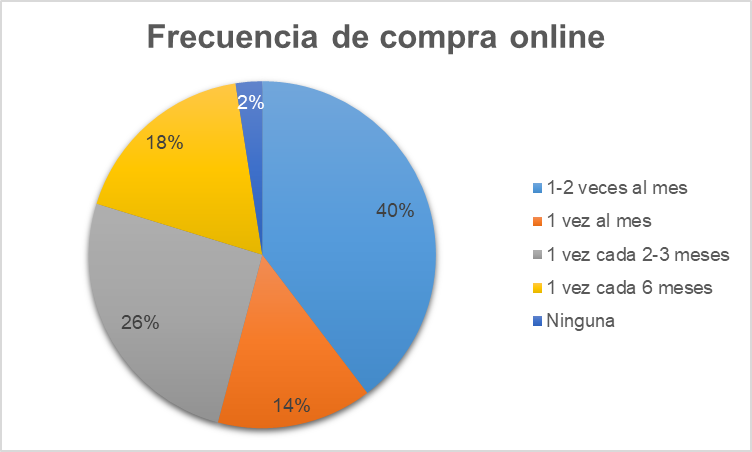 Frecuencia de compra online
2%
18%
40%
26%
14%
1-2 veces al mes
1 vez al mes
1 vez cada 2-3 meses
1 vez cada 6 meses
Ninguna